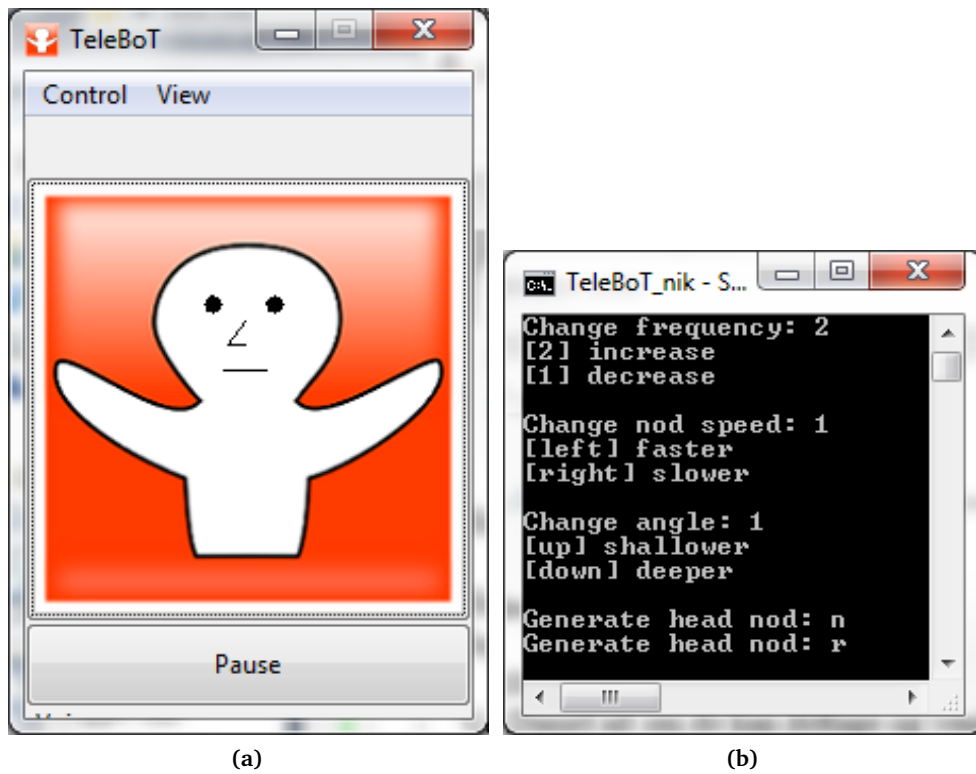 TeleBoT
Control View
Pause
(a)
TeleBoT_nik - S...
Change frequency: 2
[2] increase
[1] decrease
Change nod speed: 1
[left] faster
[right] slower
Change angle: 1
[up] shallower
[down] deeper
Generate head nod: n
Generate head nod: r
(b)